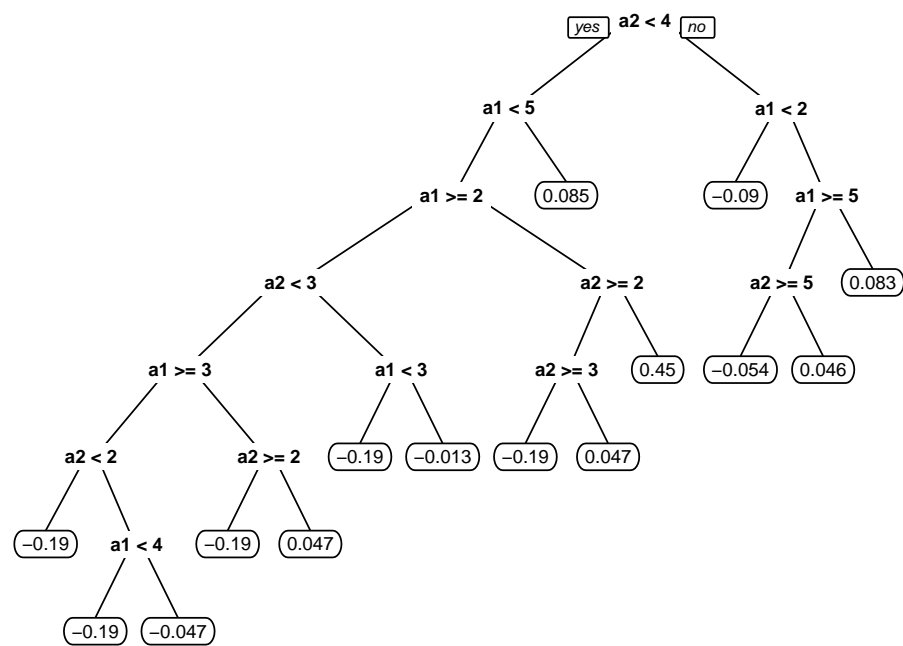 yes a2 < 4 no
a1 < 5 a1 < 2
a1 >= 2 0.085 −0.09 a1 >= 5
a2 < 3 a2 >= 2 a2 >= 5 0.083
a1 >= 3 a1 < 3 a2 >= 3 0.45 −0.054 0.046
a2 < 2 a2 >= 2 −0.19 −0.013 −0.19 0.047
−0.19 a1 < 4 −0.19 0.047
−0.19 −0.047